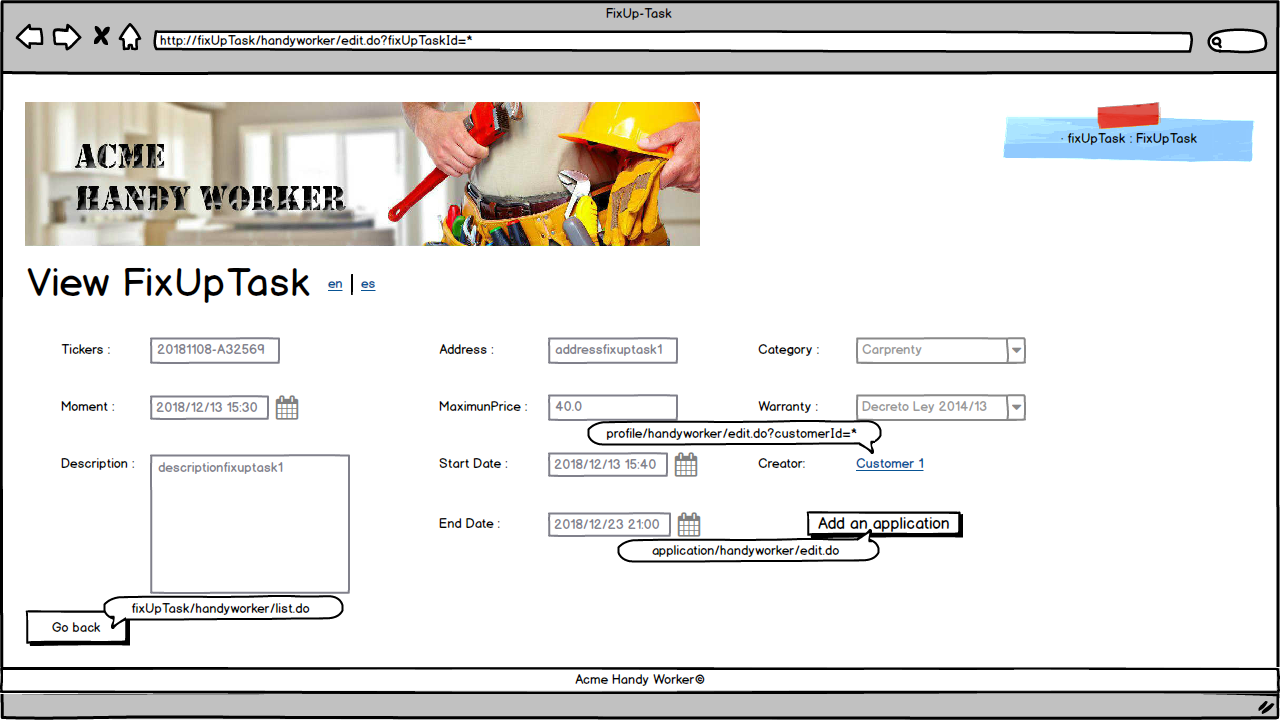 FixUp-Task
http://fixUpTask/handyworker/edit.do?fixUpTaskId=*
ACME
HANDY WORKER
· fixUpTask : FixUpTask
View FixUpTask en | es
Tickers : 20181108-A32569 Address : addressfixuptask1 Category : Carprenty
Moment : 2018/12/13 15:30 MaximunPrice : 40.0 Warranty : Decreto Ley 2014/13
profile/handyworker/edit.do?customerId=*
Description : descriptionfixuptask1 Start Date : 2018/12/13 15:40 Creator: Customer 1
End Date : 2018/12/23 21:00 Add an application
application/handyworker/edit.do
fixUpTask/handyworker/list.do
Go back
Acme Handy Worker©